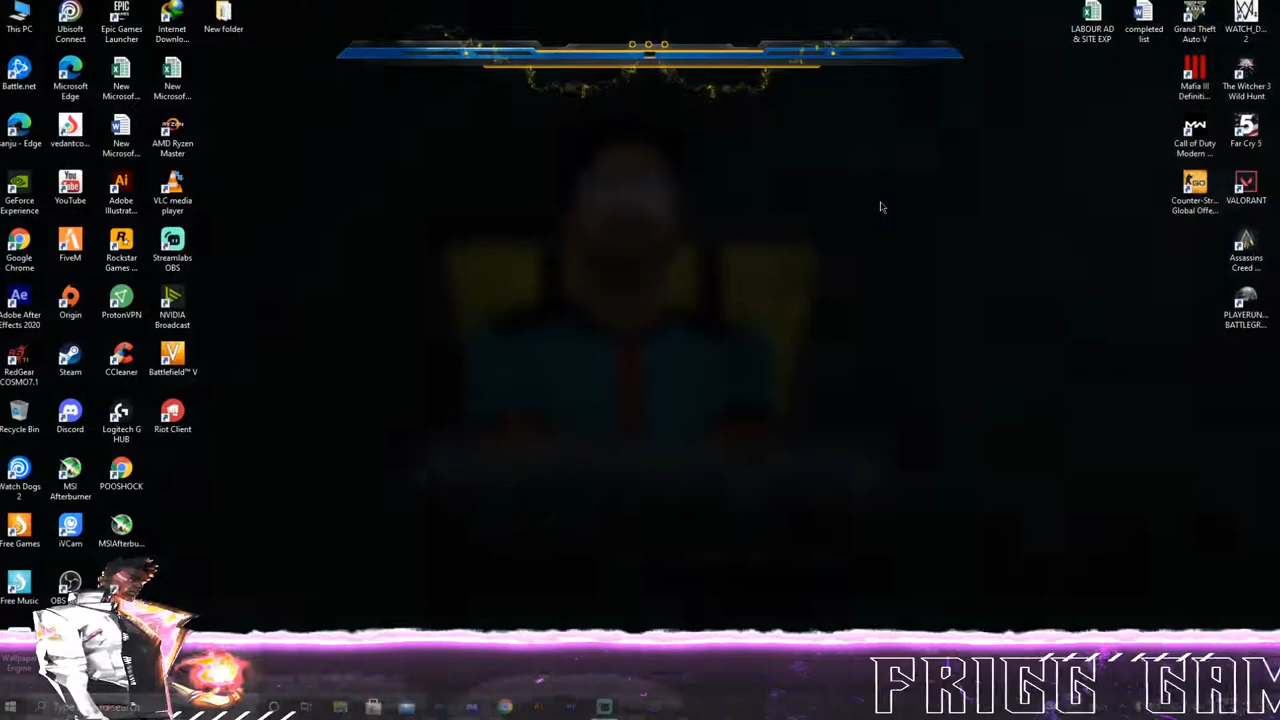 This PC
Ubisoft
Connect
Epic Games
Launcher
Internet
Downlo...
New folder
LABOUR AD
& SITE EXP
completed
list
Grand Theft
Auto V
WATCH_D...
2
Battle.net
Microsoft
Edge
New
Microsof...
New
Microsof...
Mafia III
Definiti...
The Witcher 3
Wild Hunt
anju - Edge
vedantco...
New
Microsof...
AMD Ryzen
Master
Call of Duty
Modern ...
Far Cry 5
GeForce
Experience
YouTube
Adobe
Illustrat...
VLC media
player
Counter-Str...
Global Offe...
VALORANT
Google
Chrome
FiveM
Rockstar
Games ...
Streamlabs
OBS
Assassins
Creed ...
Adobe After
Effects 2020
Origin
ProtonVPN
NVIDIA
Broadcast
PLAYERUN...
BATTLEGR...
RedGear
COSMO7.1
Steam
CCleaner
Battlefield™ V
Recycle Bin
Discord
Logitech G
HUB
Riot Client
Watch Dogs
2
MSI
Afterburner
POOSHOCK
Free Games
iVCam
MSIAfterbu...
Free Music
Wallpaper
Engine
FRIGG GAM